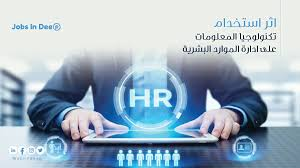 Jobs in Dee
اثر استخدام
تكنولوجيا المعلومات
على ادارة الموارد البشرية
HR